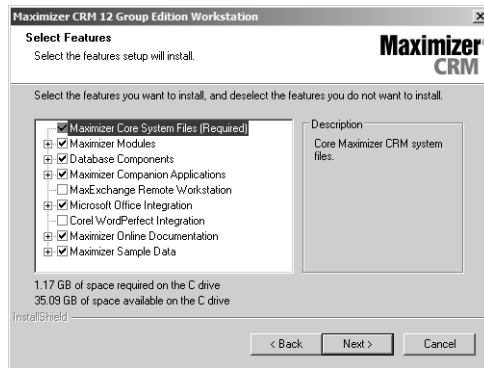 Maximizer CRM 12 Group Edition Workstation
Select Features
Select the features setup will install.
Maximizer
CRM
Select the features you want to install, and deselect the features you do not want to install.
Maximizer Core System Files (Required)
Maximizer Modules
Database Components
Maximizer Companion Applications
MaxExchange Remote Workstation
Microsoft Office Integration
Corel WordPerfect Integration
Maximizer Online Documentation
Maximizer Sample Data
Description
Core Maximizer CRM system
files.
1.17 GB of space required on the C drive
35.09 GB of space available on the C drive
InstallShield
< Back
Next >
Cancel